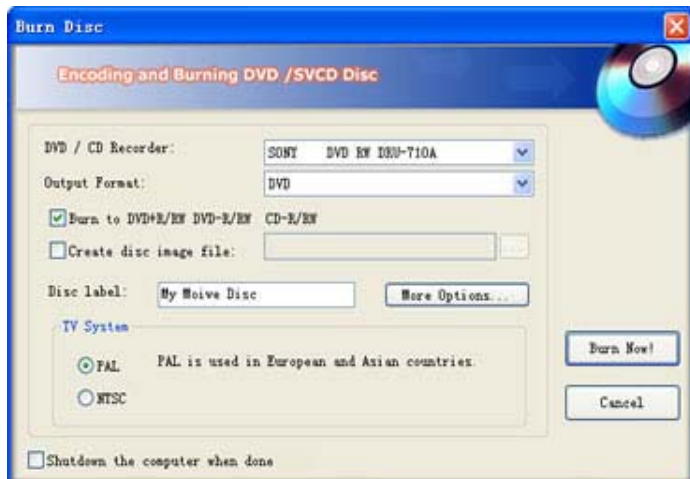 Burn Disc
Encoding and Burning DVD /SVCD Disc
DVD / CD Recorder:
SONY DVD RW DRU-710A
Output Format:
DVD
Burn to DVD+R/RW DVD-R/RW CD-R/RW
Create disc image file:
...
Disc label:
My Moive Disc
More Options...
TV System
PAL
PAL is used in European and Asian countries.
NTSC
Burn Now!
Cancel
Shutdown the computer when done